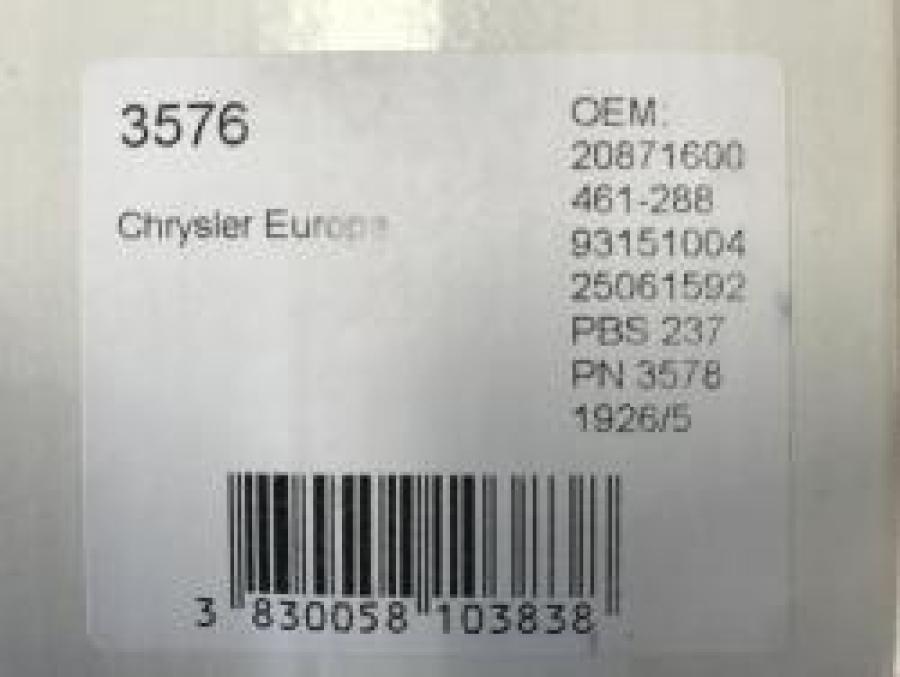 3576
Chrysler Europe
OEM:
20871600
461-288
93151004
25061592
PBS 237
PN 3578
1926/5
3 830058 103838